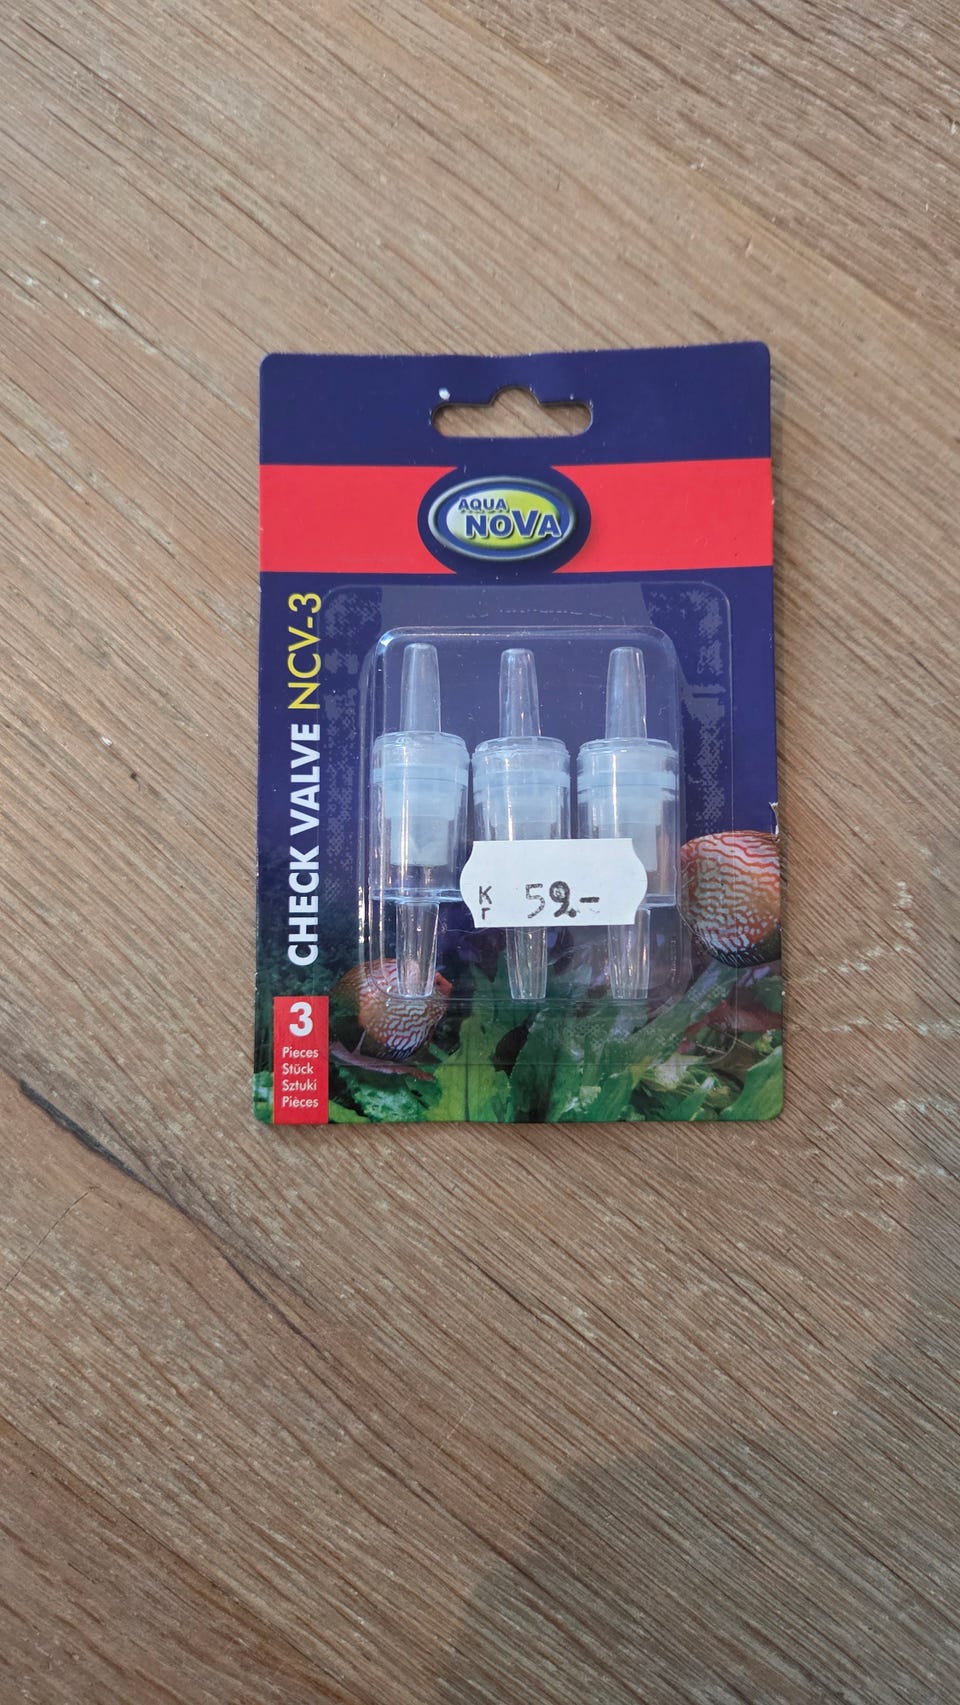 AQUA
NOVA
CHECK VALVE NCV-3
Kr 59.-
3
Pieces
Stück
Sztuki
Pièces